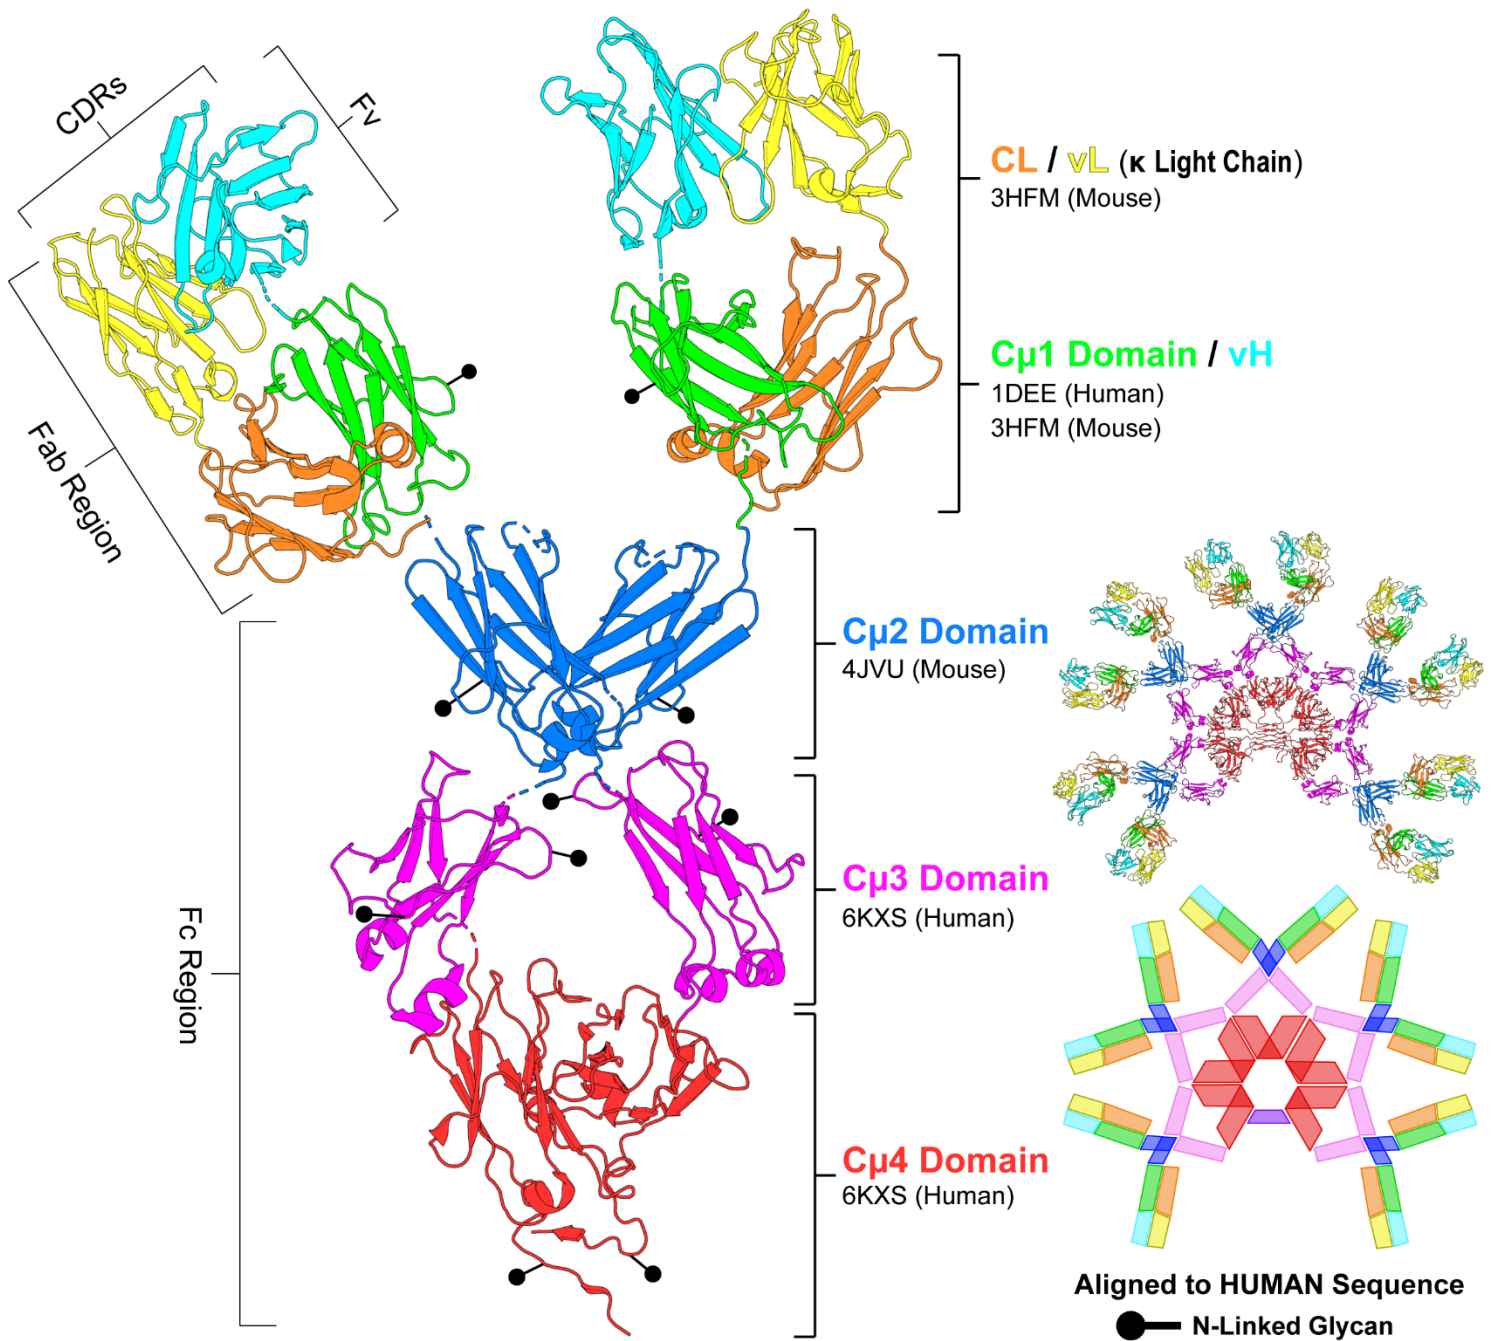 CDRs
Fv
Fab Region
Fc Region
CL / vL (κ Light Chain)
3HFM (Mouse)
Cμ1 Domain / vH
1DEE (Human)
3HFM (Mouse)
Cμ2 Domain
4JVU (Mouse)
Cμ3 Domain
6KXS (Human)
Cμ4 Domain
6KXS (Human)
Aligned to HUMAN Sequence
N-Linked Glycan